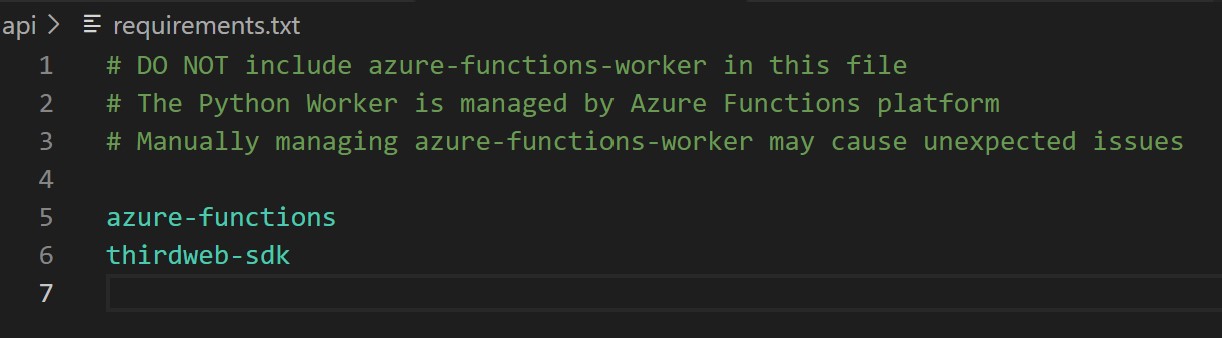 api > requirements.txt
1 # DO NOT include azure-functions-worker in this file
2 # The Python Worker is managed by Azure Functions platform
3 # Manually managing azure-functions-worker may cause unexpected issues
4
5 azure-functions
6 thirdweb-sdk
7